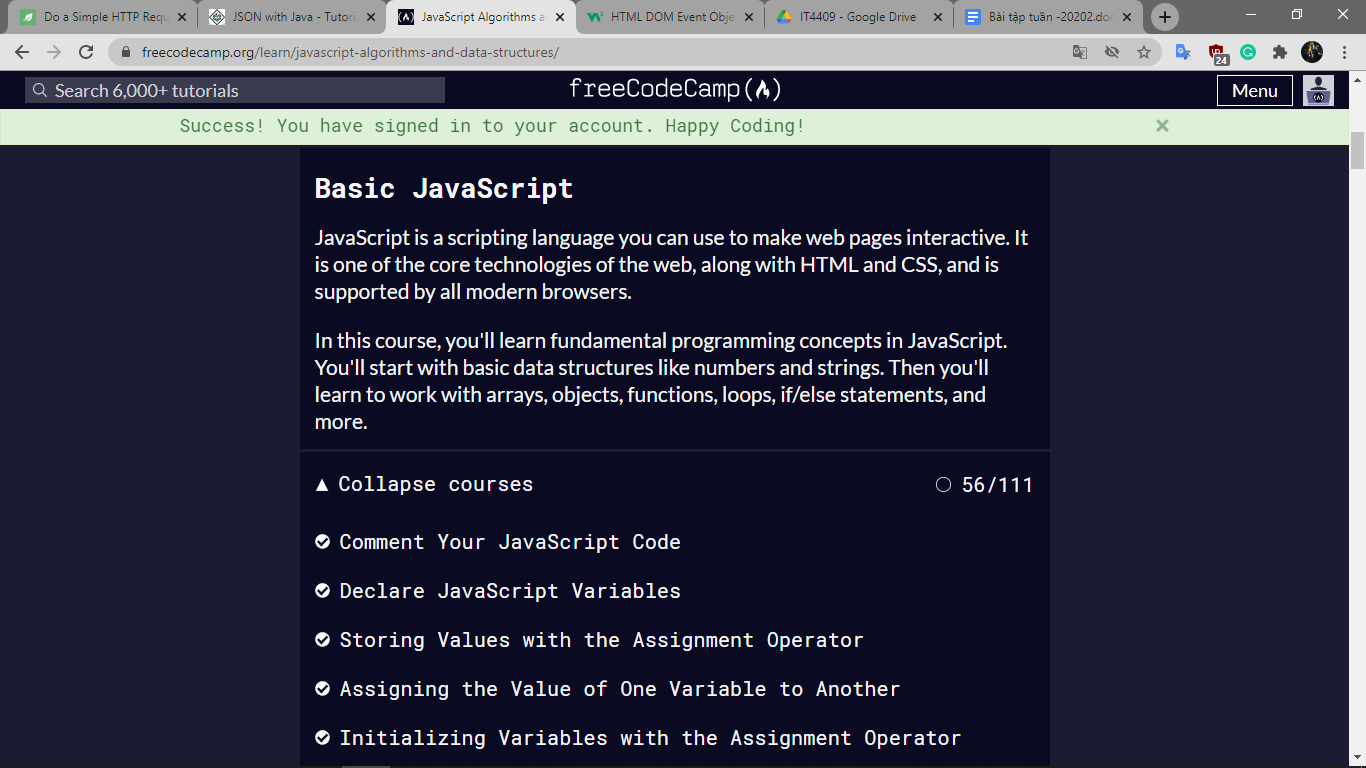 Do a Simple HTTP Requ
JSON with Java - Tutori
JavaScript Algorithms a
HTML DOM Event Obje
IT4409 - Google Drive
Bài tập tuần -20202.doc
freecodecamp.org/learn/javascript-algorithms-and-data-structures/
24
Search 6,000+ tutorials
freeCodeCamp(🔥)
Menu
Success! You have signed in to your account. Happy Coding!
Basic JavaScript
JavaScript is a scripting language you can use to make web pages interactive. It
is one of the core technologies of the web, along with HTML and CSS, and is
supported by all modern browsers.
In this course, you'll learn fundamental programming concepts in JavaScript.
You'll start with basic data structures like numbers and strings. Then you'll
learn to work with arrays, objects, functions, loops, if/else statements, and
more.
Collapse courses
56/111
Comment Your JavaScript Code
Declare JavaScript Variables
Storing Values with the Assignment Operator
Assigning the Value of One Variable to Another
Initializing Variables with the Assignment Operator